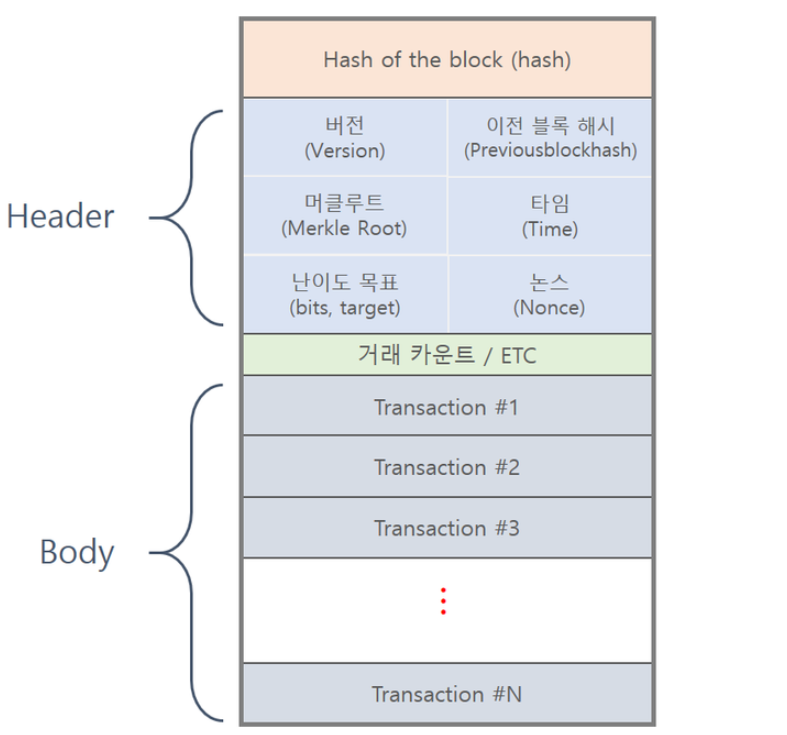 Hash of the block (hash)
Header
버전
(Version)
이전 블록 해시
(Previousblockhash)
머클루트
(Merkle Root)
타임
(Time)
난이도 목표
(bits, target)
논스
(Nonce)
거래 카운트 / ETC
Body
Transaction #1
Transaction #2
Transaction #3
Transaction #N